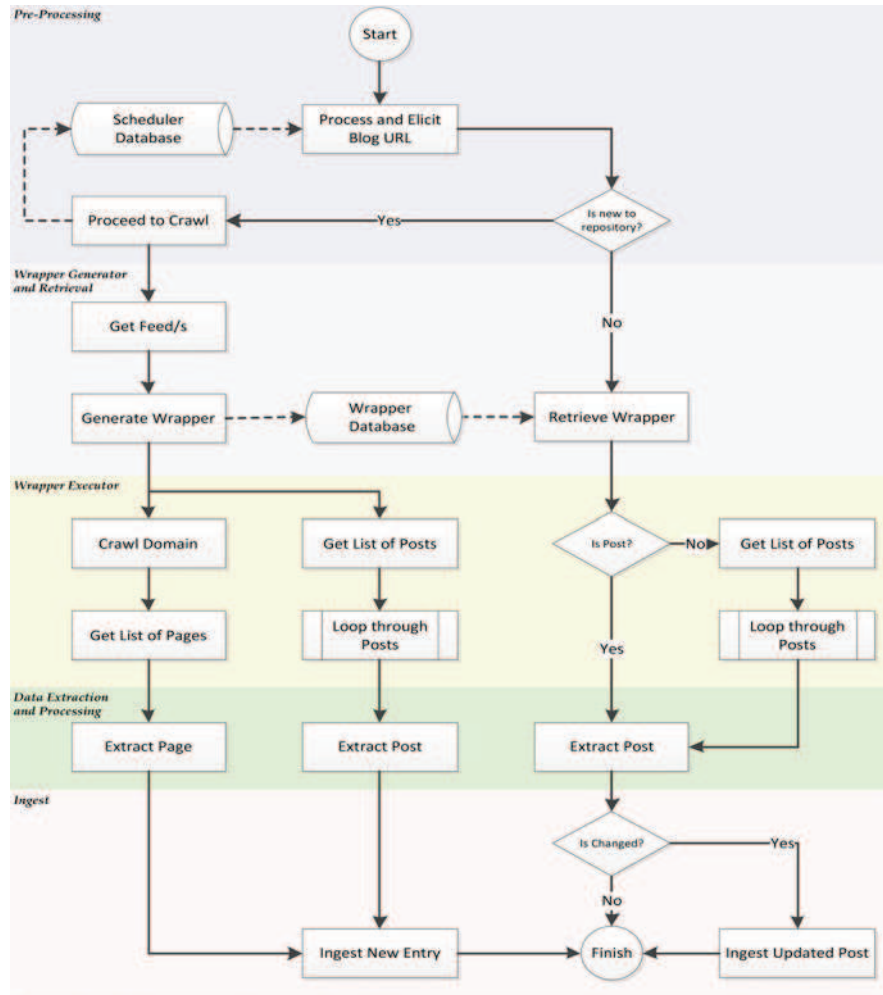 Pre-Processing
Start
Scheduler
Database
Process and Elicit
Blog URL
Proceed to Crawl
Yes
Is new to
repository?
Wrapper Generator
and Retrieval
Get Feed/s
No
Generate Wrapper
Wrapper
Database
Retrieve Wrapper
Wrapper Executor
Crawl Domain
Get List of Posts
Is Post?
No
Get List of Posts
Get List of Pages
Loop through
Posts
Yes
Loop through
Posts
Data Extraction
and Processing
Extract Page
Extract Post
Extract Post
Ingest
Is Changed?
Yes
No
Ingest New Entry
Finish
Ingest Updated Post